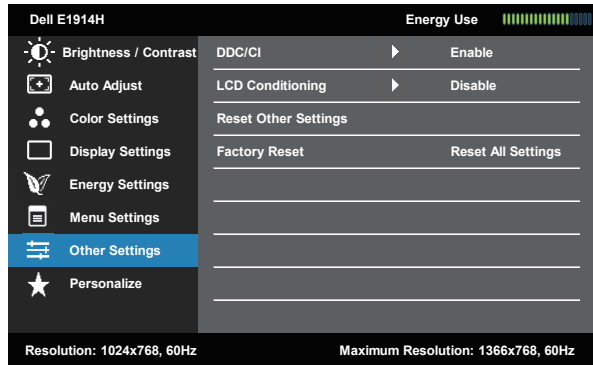 Dell E1914H Energy Use
Brightness / Contrast DDC/CI Enable
Auto Adjust LCD Conditioning Disable
Color Settings Reset Other Settings
Display Settings Factory Reset Reset All Settings
Energy Settings
Menu Settings
Other Settings
Personalize
Resolution: 1024x768, 60Hz Maximum Resolution: 1366x768, 60Hz